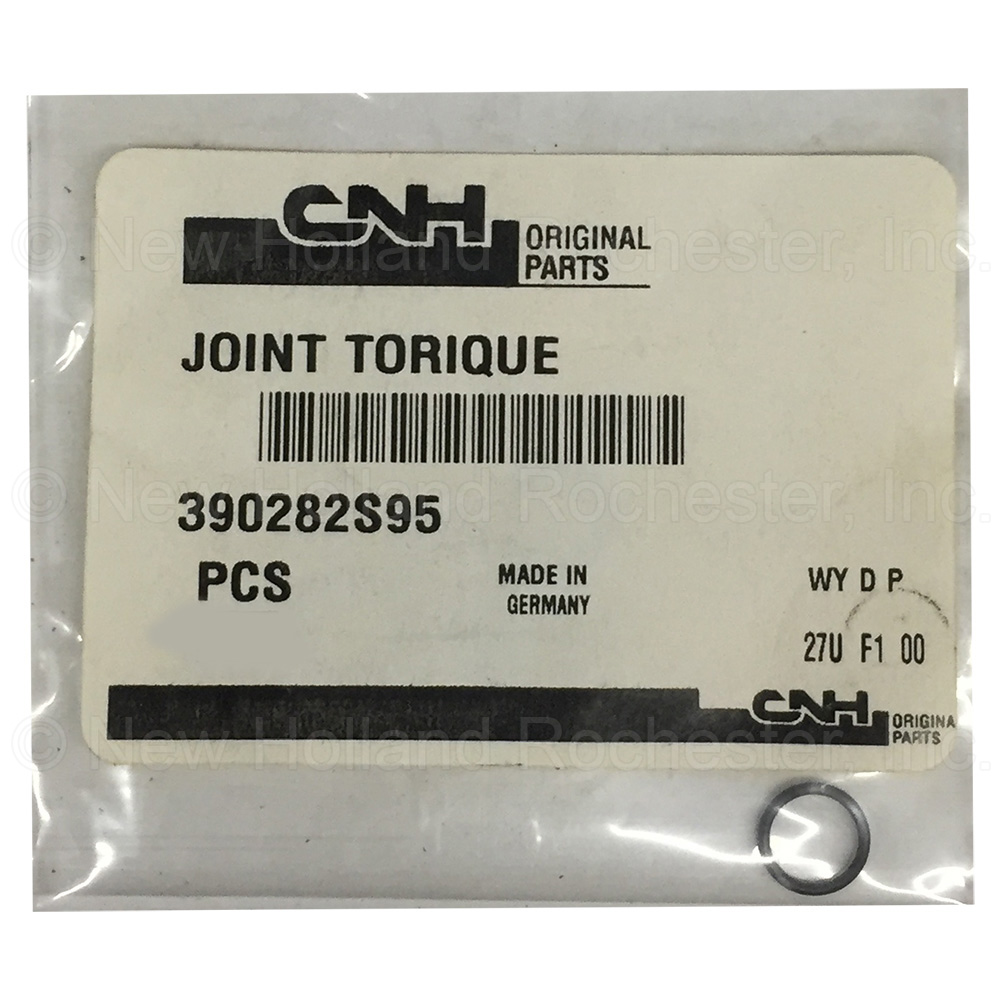 CNH
ORIGINAL
PARTS
JOINT TORIQUE
390282S95
PCS
MADE IN
GERMANY
WY D P
27U F1 00
CNH
ORIGINA
PARTS
© New Holland Rochester, Inc.
© New Holland Rochester, Inc.
© New Holland Rochester, Inc.